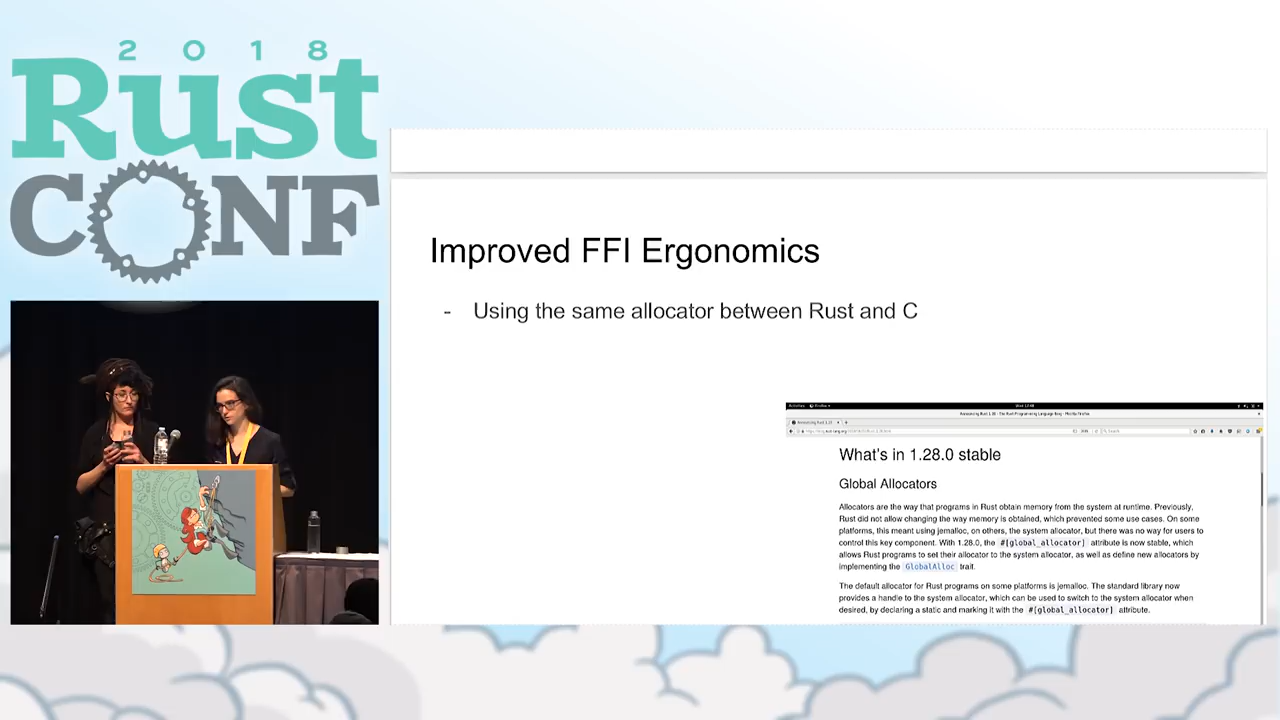 2018
Rust
CONF
Improved FFI Ergonomics
- Using the same allocator between Rust and C
What's in 1.28.0 stable
Global Allocators
Allocators are the way that programs in Rust obtain memory from the system at runtime. Previously,
Rust did not allow changing the way memory is obtained, which prevented some use cases. On some
platforms, this meant using jemalloc, on others, the system allocator, but there was no way for users to
control this key component. With 1.28.0, the #[global_allocator] attribute is now stable, which
allows Rust programs to set their allocator to the system allocator, as well as define new allocators by
implementing the GlobalAlloc trait.
The default allocator for Rust programs on some platforms is jemalloc. The standard library now
provides a handle to the system allocator, which can be used to switch to the system allocator when
desired, by declaring a static and marking it with the #[global_allocator] attribute.